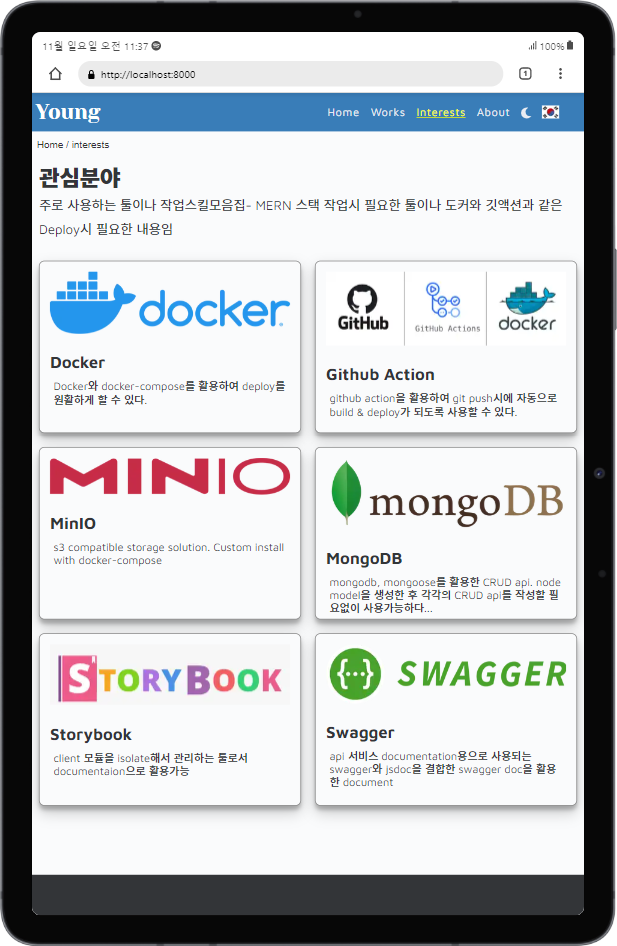 11월 일요일 오전 11:37
100%
http://localhost:8000
1
Young
Home Works Interests About
Home / interests
관심분야
주로 사용하는 툴이나 작업스킬모음집- MERN 스택 작업시 필요한 툴이나 도커와 깃액션과 같은
Deploy시 필요한 내용임
docker
Docker
Docker와 docker-compose를 활용하여 deploy를
원활하게 할 수 있다.
GitHub
GitHub Actions
docker
Github Action
github action을 활용하여 git push시에 자동으로
build & deploy가 되도록 사용할 수 있다.
MINIO
MinIO
s3 compatible storage solution. Custom install
with docker-compose
mongoDB
MongoDB
mongodb, mongoose를 활용한 CRUD api. node
model을 생성한 후 각각의 CRUD api를 작성할 필
요없이 사용가능하다...
S STORYBOOK
Storybook
client 모듈을 isolate해서 관리하는 툴로서
documentaion으로 활용가능
{···} SWAGGER
Swagger
api 서비스 documentation용으로 사용되는
swagger와 jsdoc을 결합한 swagger doc을 활용
한 document